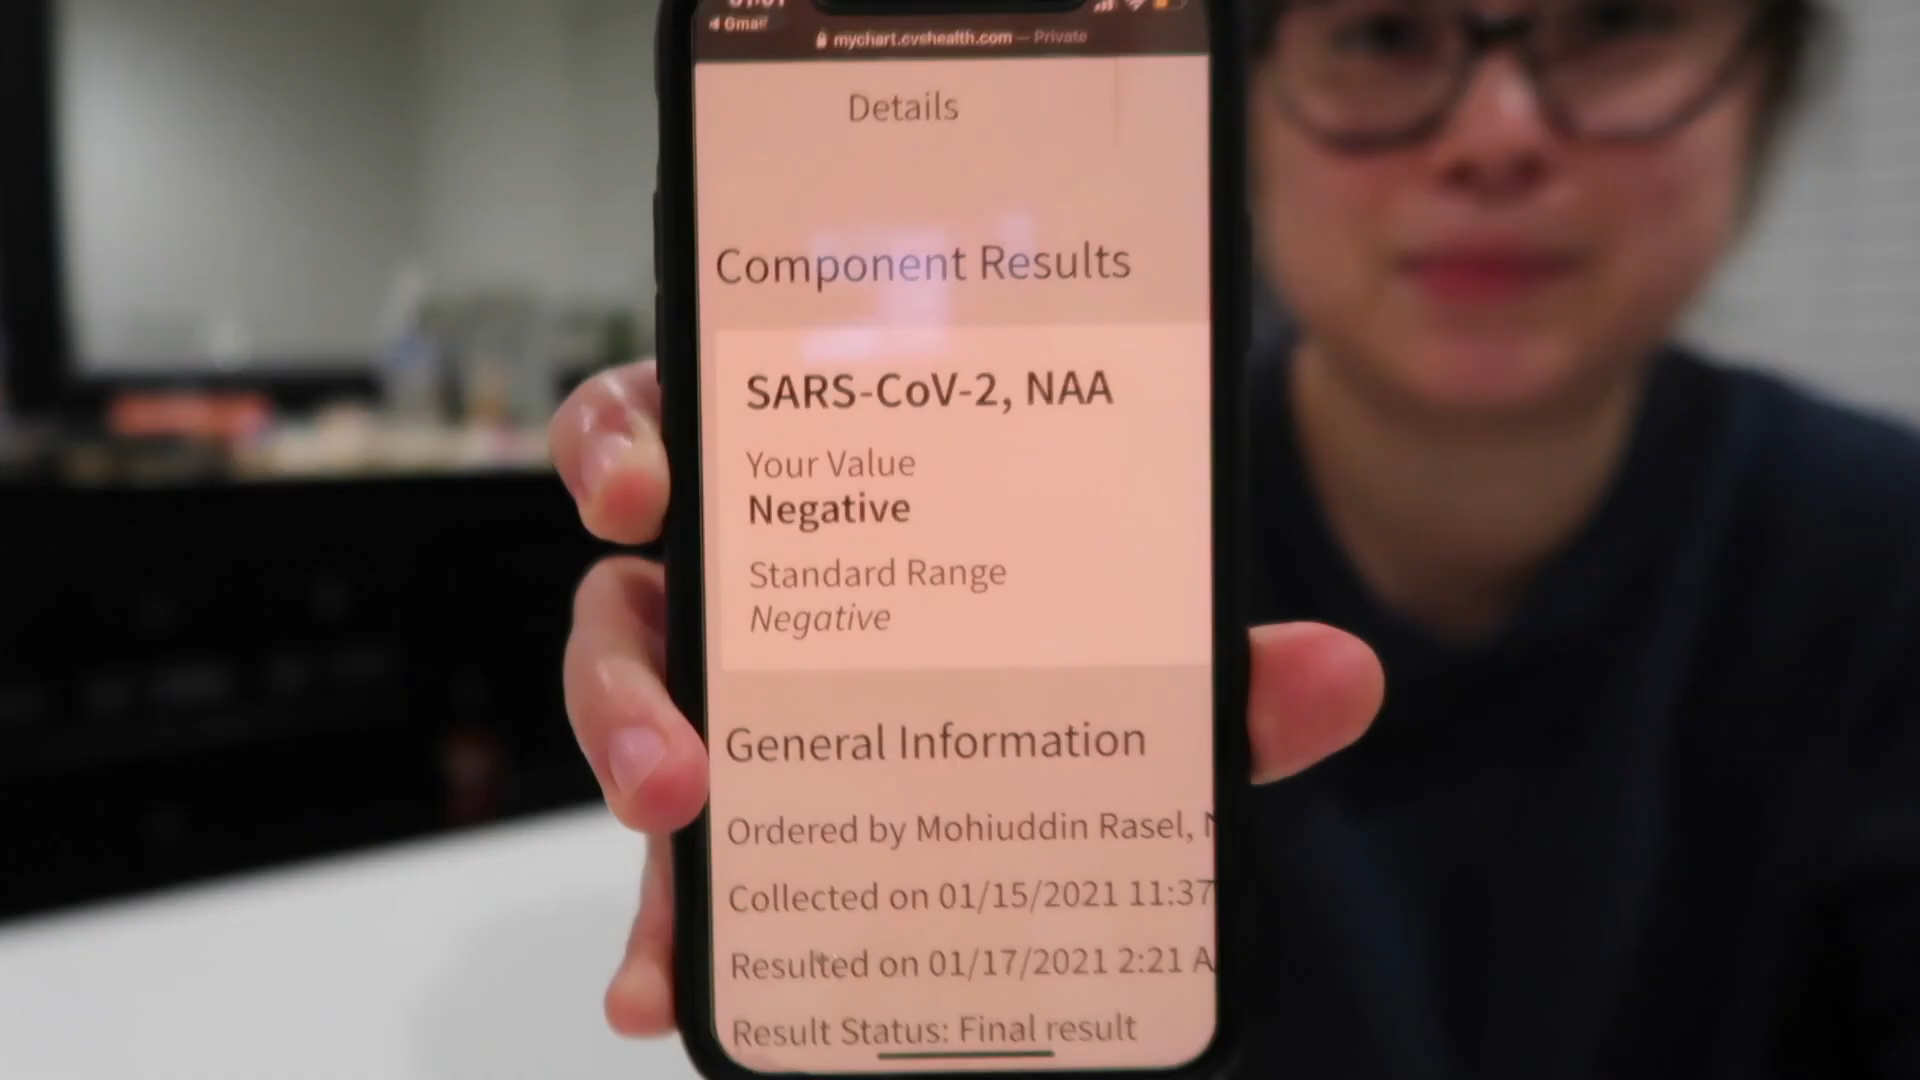 Gmail
mychart.cvshealth.com — Private
Details
Component Results
SARS-CoV-2, NAA
Your Value
Negative
Standard Range
Negative
General Information
Ordered by Mohiuddin Rasel,
Collected on 01/15/2021 11:37
Resulted on 01/17/2021 2:21 A
Result Status: Final result